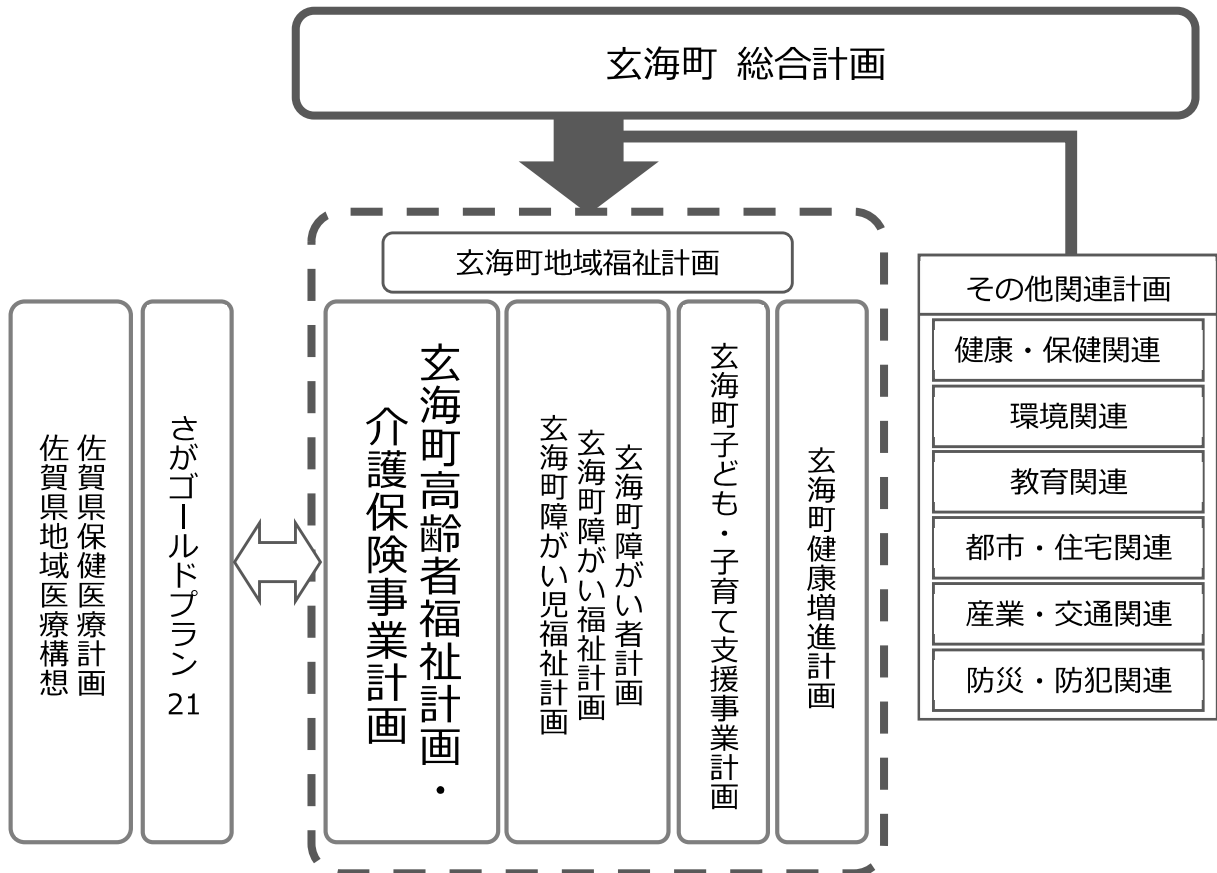 玄海町 総合計画
玄海町地域福祉計画
その他関連計画
健康・保健関連
環境関連
教育関連
都市・住宅関連
産業・交通関連
防災・防犯関連
佐賀県保健医療計画
佐賀県地域医療構想
さがゴールドプラン 21
玄海町高齢者福祉計画・
介護保険事業計画
玄海町障がい者計画
玄海町障がい福祉計画
玄海町障がい児福祉計画
玄海町子ども・子育て支援事業計画
玄海町健康増進計画